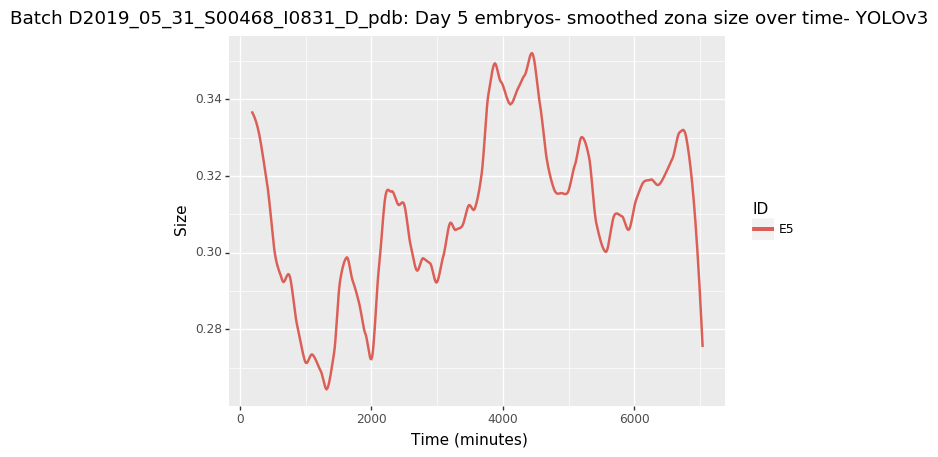 Batch D2019_05_31_S00468_I0831_D_pdb: Day 5 embryos- smoothed zona size over time- YOLOv3
0.34
0.32
0.30
0.28
Size
0
2000
4000
6000
Time (minutes)
ID
E5